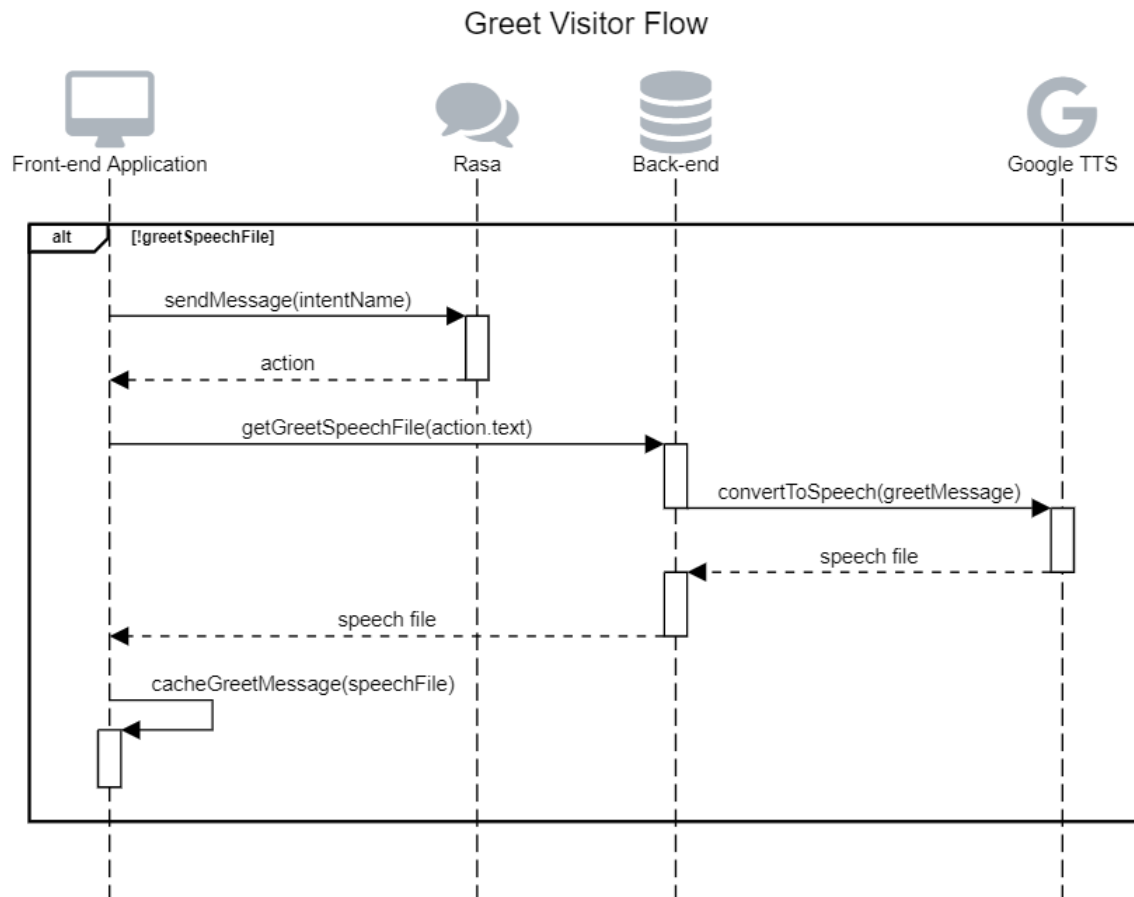 Greet Visitor Flow
Front-end Application
Rasa
Back-end
Google TTS
alt
[!greetSpeechFile]
sendMessage(intentName)
action
getGreetSpeechFile(action.text)
convertToSpeech(greetMessage)
speech file
speech file
cacheGreetMessage(speechFile)